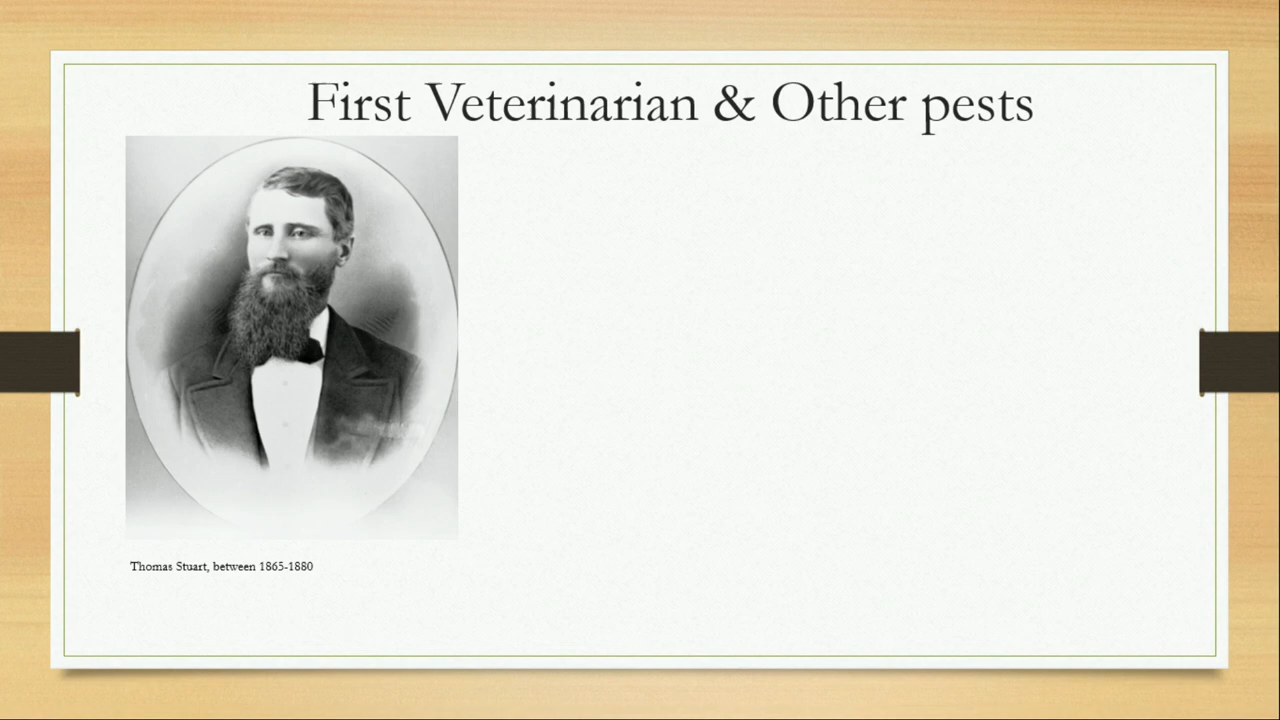 First Veterinarian & Other pests
Thomas Stuart, between 1865-1880